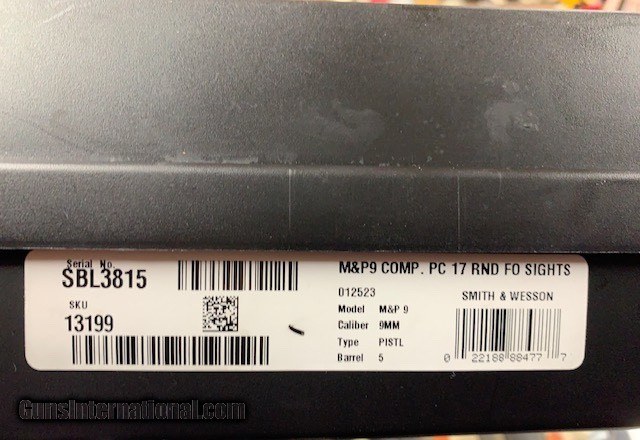 Serial No.
SBL3815
SKU
13199
M&P9 COMP. PC 17 RND FO SIGHTS
012523
Model M&P 9
Caliber 9MM
Type PISTL
Barrel 5
SMITH & WESSON
0 22188 88477 7
GunsInternational.com